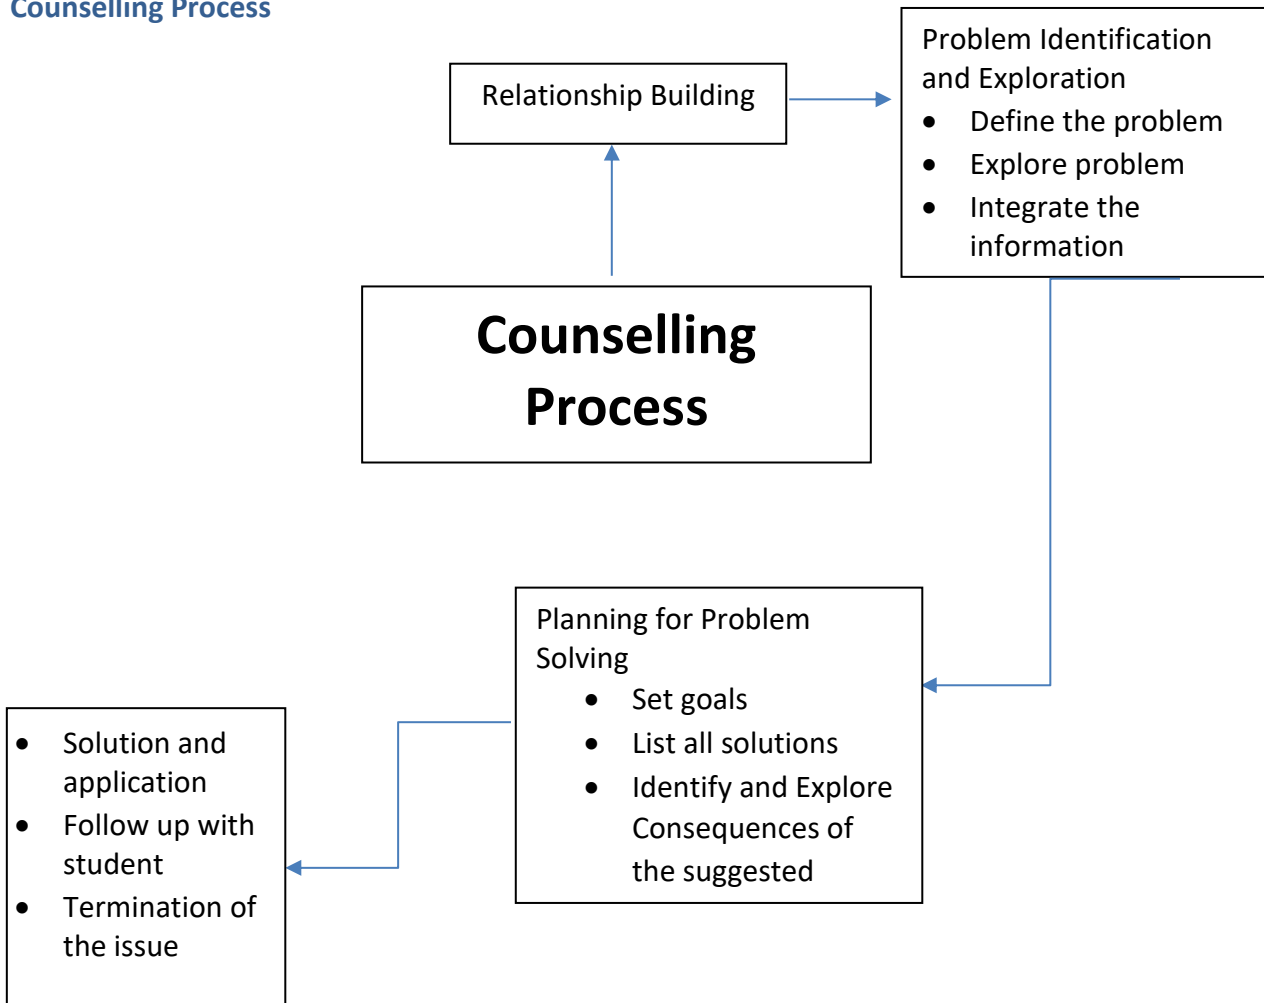 Counselling Process
Relationship Building
Problem Identification
and Exploration
• Define the problem
• Explore problem
• Integrate the
information
Counselling
Process
Planning for Problem
Solving
• Set goals
• List all solutions
• Identify and Explore
Consequences of
the suggested
• Solution and
application
• Follow up with
student
• Termination of
the issue